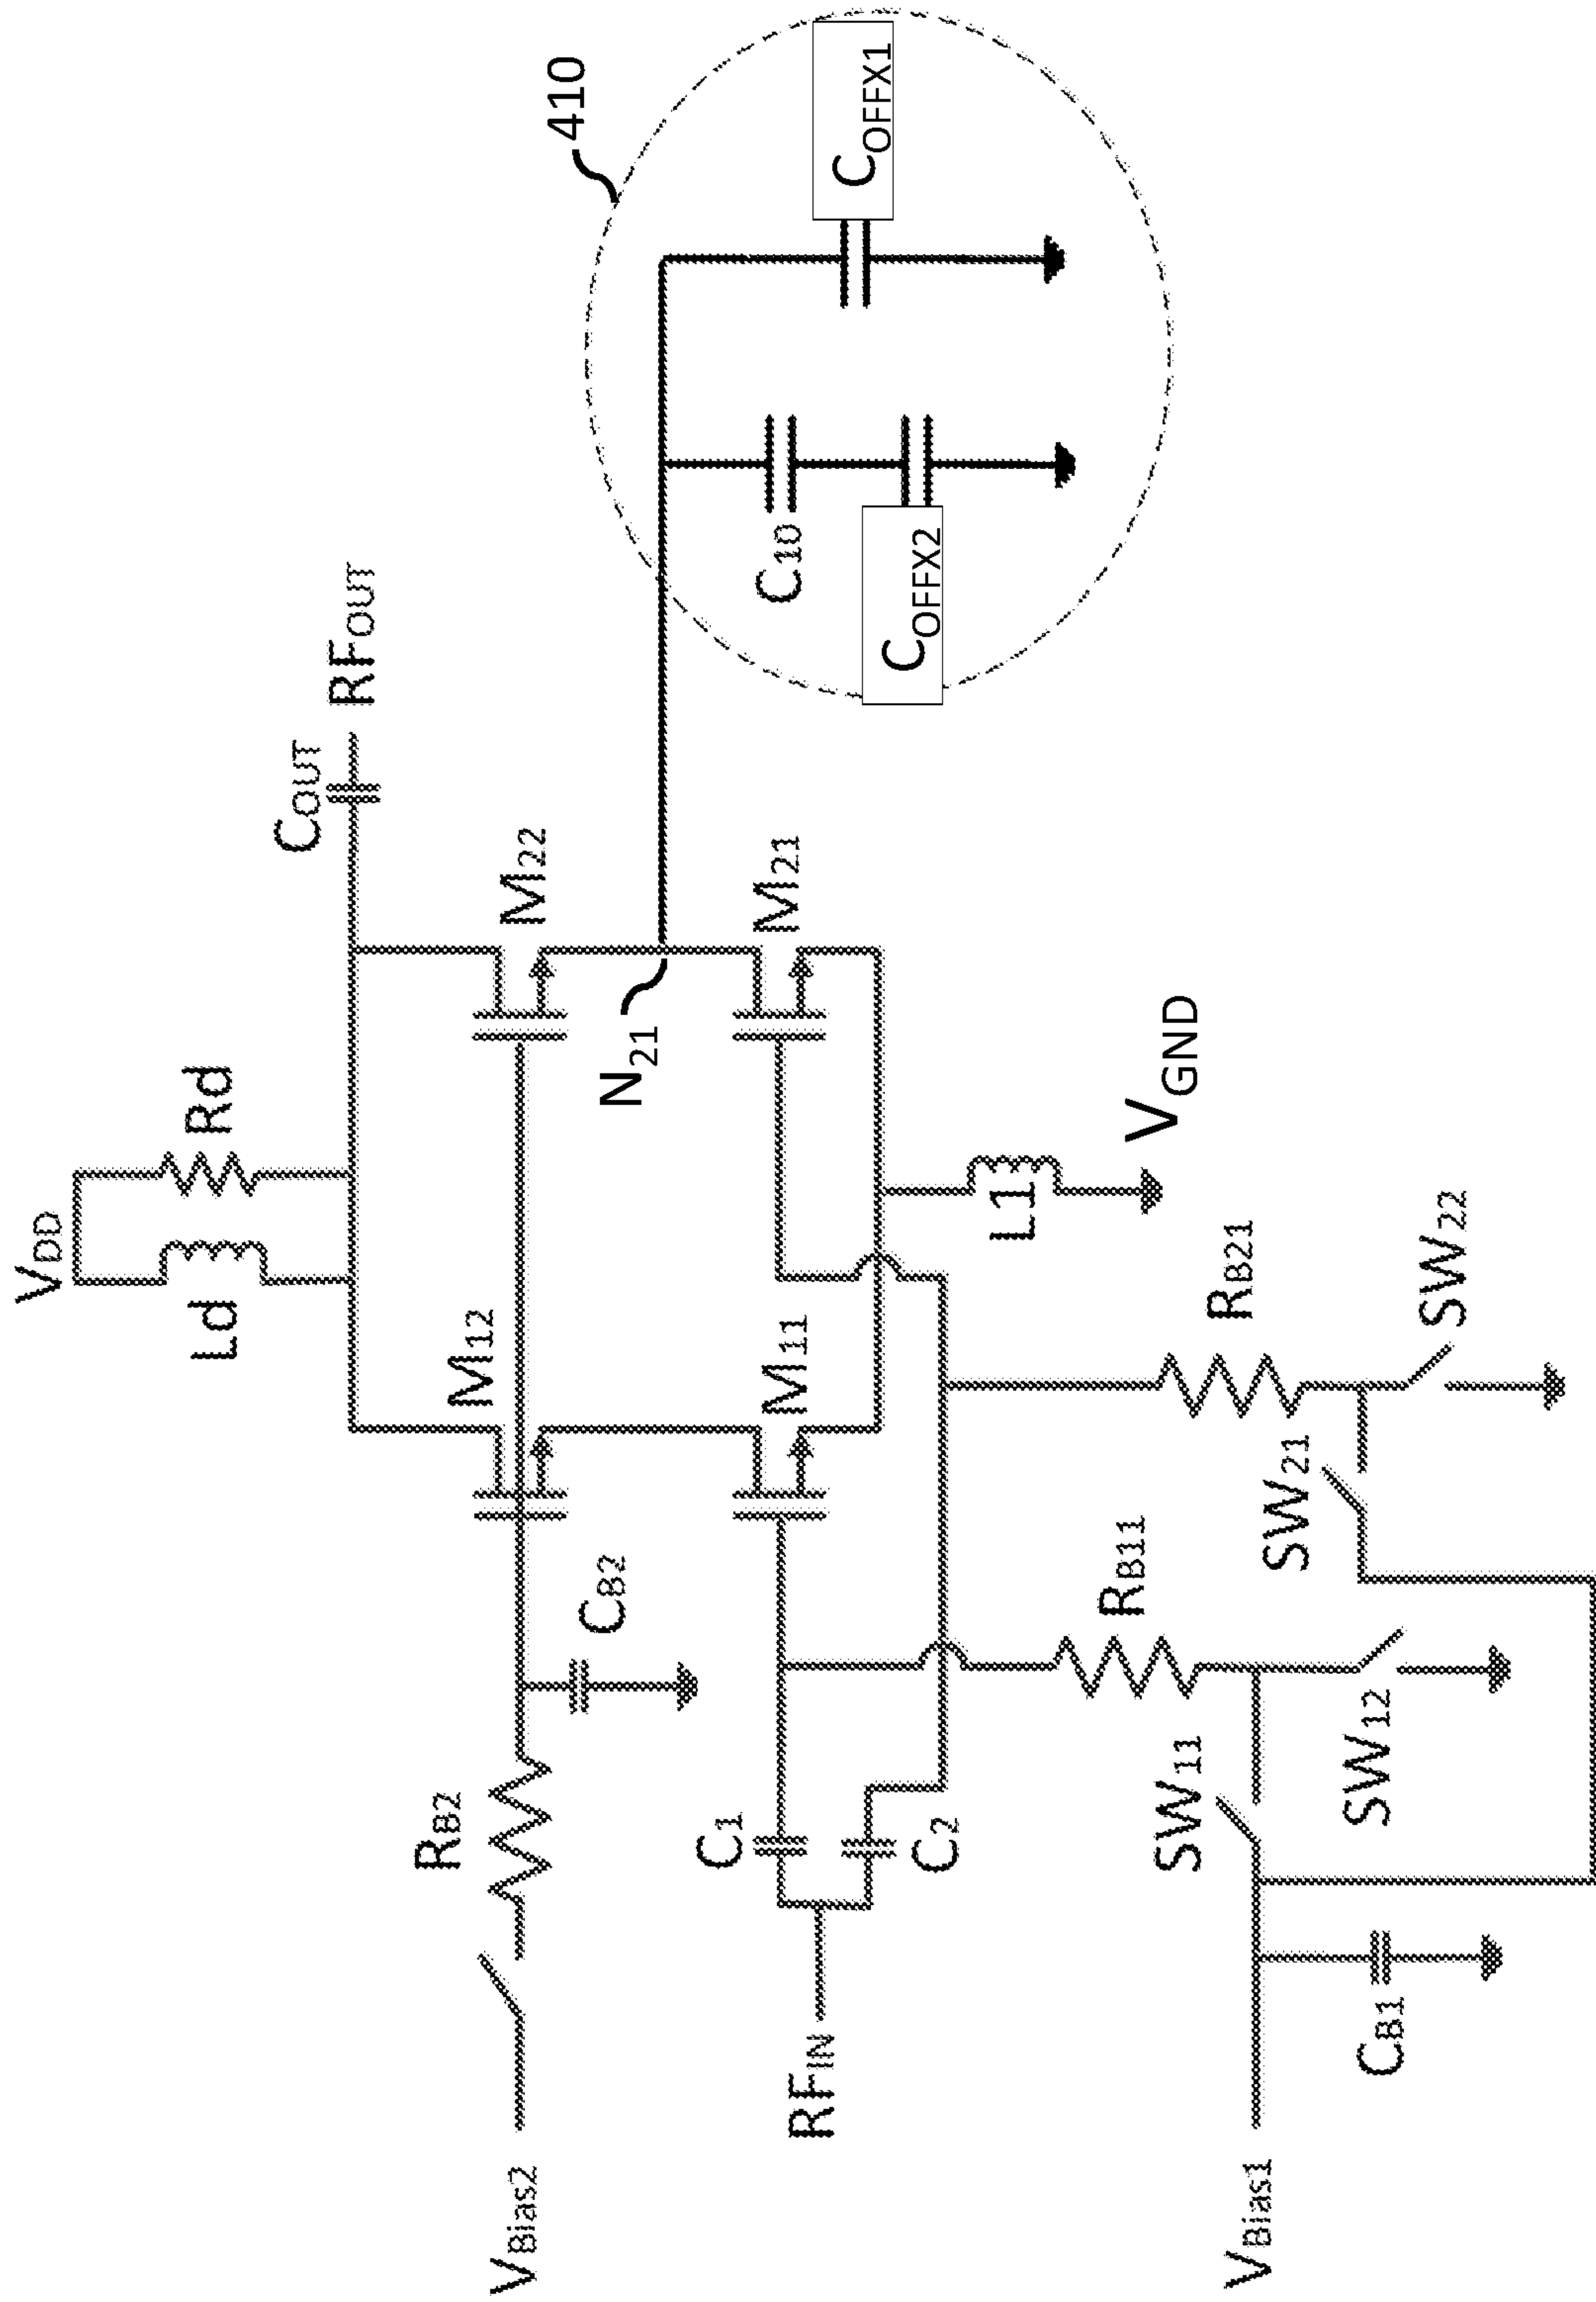 VDD
Ld
Rd
COUT
RFOUT
410
VBias2
RB2
CB2
M12
M22
N21
C10
COFFX1
COFFX2
RFIN
C1
C2
M11
M21
L1
VGND
RB11
RB21
VBias1
CB1
SW11
SW12
SW21
SW22